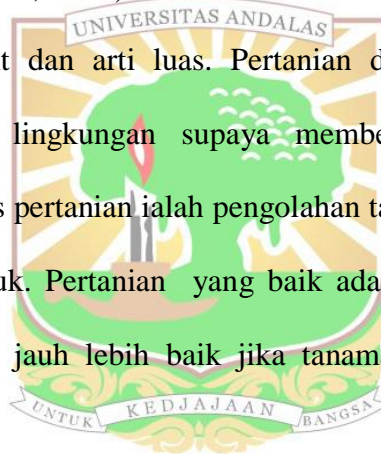 UNIVERSITAS ANDALAS
t dan arti luas. Pertanian d
lingkungan supaya membe
s pertanian ialah pengolahan ta
uk. Pertanian yang baik ada
jauh lebih baik jika tanam
UNTUK KEDJAJAAN BANGSA